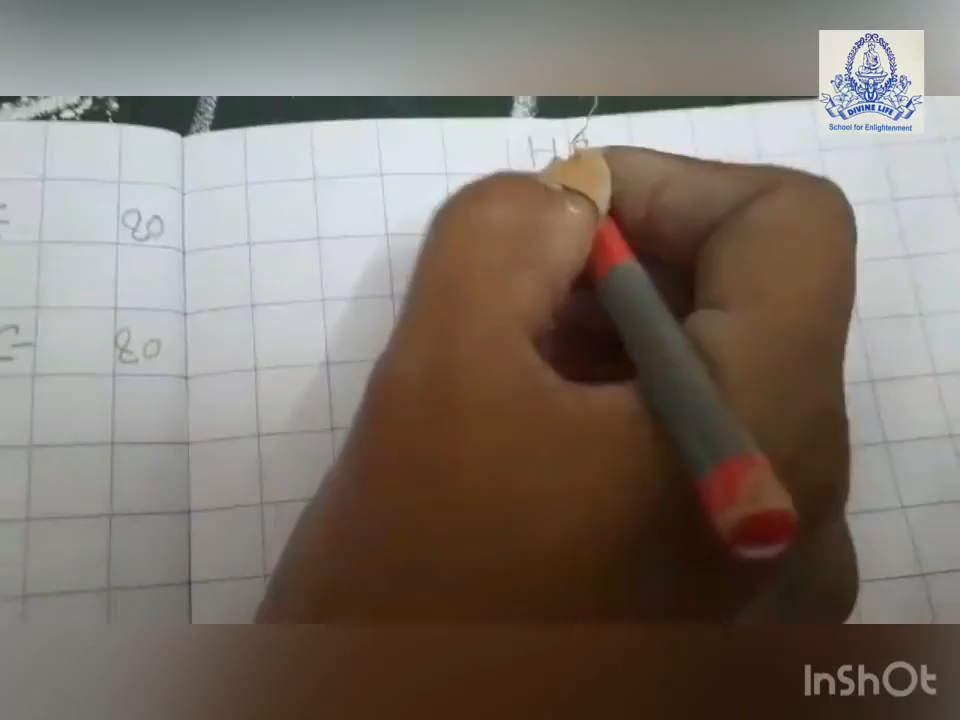 DIVINE LIFE
School for Enlightenment
H
80
80
InShOt